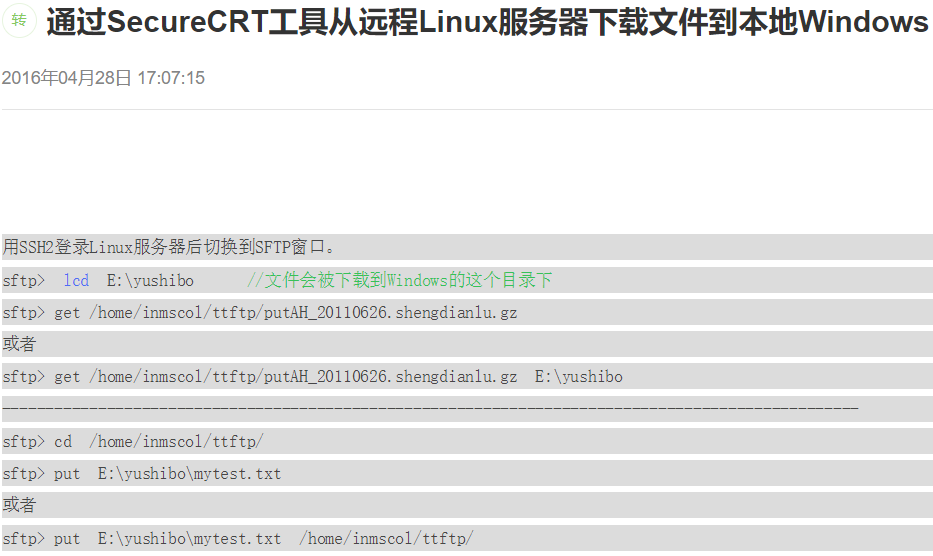 转 通过SecureCRT工具从远程Linux服务器下载文件到本地Windows
2016年04月28日 17:07:15
用SSH2登录Linux服务器后切换到SFTP窗口。
sftp>  lcd  E:\yushibo      //文件会被下载到Windows的这个目录下
sftp> get /home/inmscol/ttftp/putAH_20110626.shengdianlu.gz
或者
sftp> get /home/inmscol/ttftp/putAH_20110626.shengdianlu.gz  E:\yushibo
--------------------------------------------------------------------------------------------------
sftp> cd  /home/inmscol/ttftp/
sftp> put  E:\yushibo\mytest.txt
或者
sftp> put  E:\yushibo\mytest.txt  /home/inmscol/ttftp/